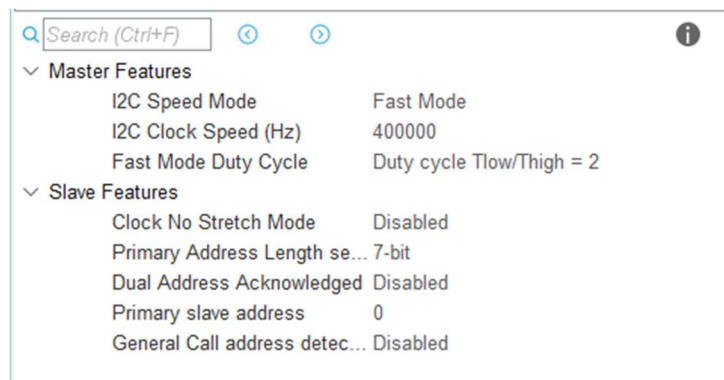 Search (Ctrl+F)
Master Features
I2C Speed Mode Fast Mode
I2C Clock Speed (Hz) 400000
Fast Mode Duty Cycle Duty cycle Tlow/Thigh = 2
Slave Features
Clock No Stretch Mode Disabled
Primary Address Length se... 7-bit
Dual Address Acknowledged Disabled
Primary slave address 0
General Call address detec... Disabled